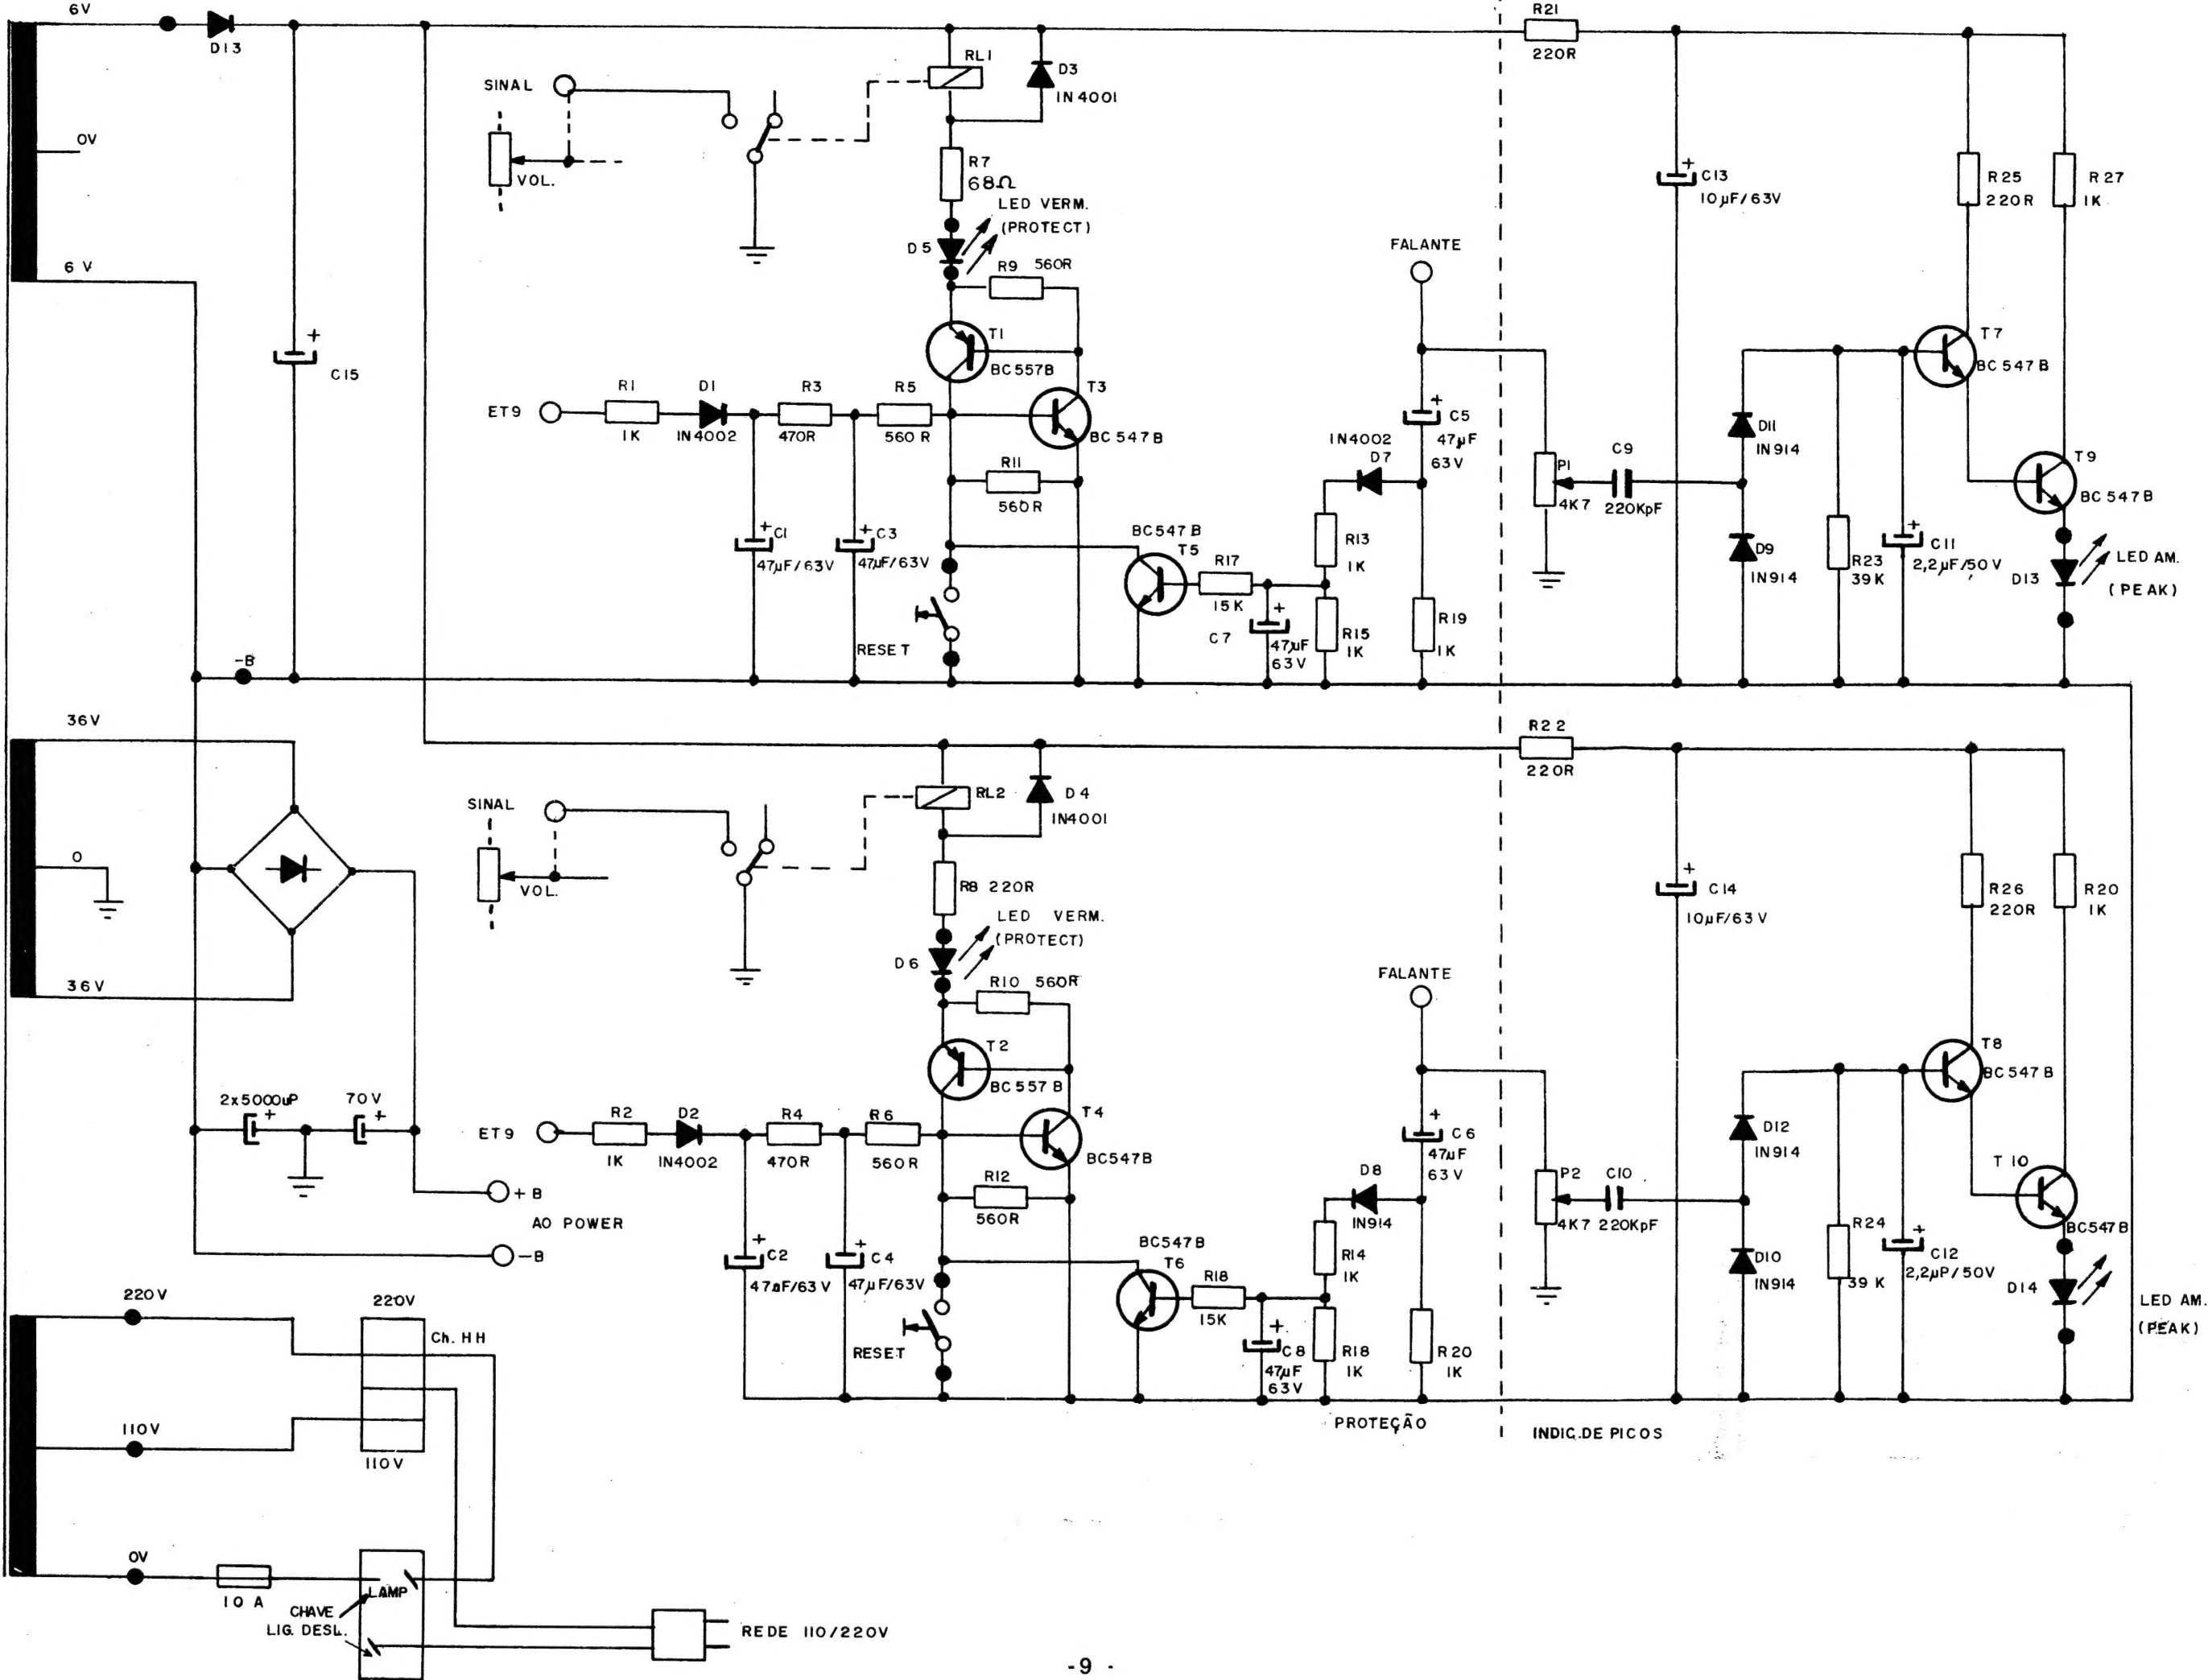 6V
D13
0V
6 V
C15
-B
SINAL
VOL.
RL1
D3
1N4001
R7
68Ω
LED VERM.
(PROTECT)
D5
R9 560R
T1
BC557B
ET9
R1
1K
D1
1N4002
R3
470R
R5
560 R
T3
BC547B
R11
560R
C1
47µF/63V
C3
47µF/63V
RESET
BC547B
T5
R17
15K
C7
47µF
63V
R13
1K
R15
1K
1N4002
D7
FALANTE
C5
47µF
63V
R19
1K
R21
220R
C13
10µF/63V
R25
220R
R27
1K
P1
4K7
C9
220KpF
D11
1N914
D9
1N914
R23
39K
C11
2,2µF/50V
T7
BC547B
T9
BC547B
D13
LED AM.
(PEAK)
36V
0
36V
2x5000uP
70V
+B
AO POWER
-B
SINAL
VOL.
RL2
D4
1N4001
R8 220R
LED VERM.
(PROTECT)
D6
R10 560R
T2
BC557B
ET9
R2
1K
D2
1N4002
R4
470R
R6
560R
T4
BC547B
R12
560R
C2
C4
47µF/63V
RESET
BC547B
T6
R18
15K
C8
47µF
63V
R14
1K
R18
1K
D8
1N914
FALANTE
C6
47µF
63V
R20
1K
PROTEÇÃO
INDIC.DE PICOS
R22
220R
C14
10µF/63V
R26
220R
R20
1K
P2
4K7
C10
220KpF
D12
1N914
D10
1N914
R24
39K
C12
2,2µP/50V
T8
BC547B
T10
BC547B
D14
LED AM.
(PEAK)
220V
110V
0V
220V
Ch. HH
110V
10 A
LAMP
CHAVE
LIG. DESL.
REDE 110/220V
-9 -